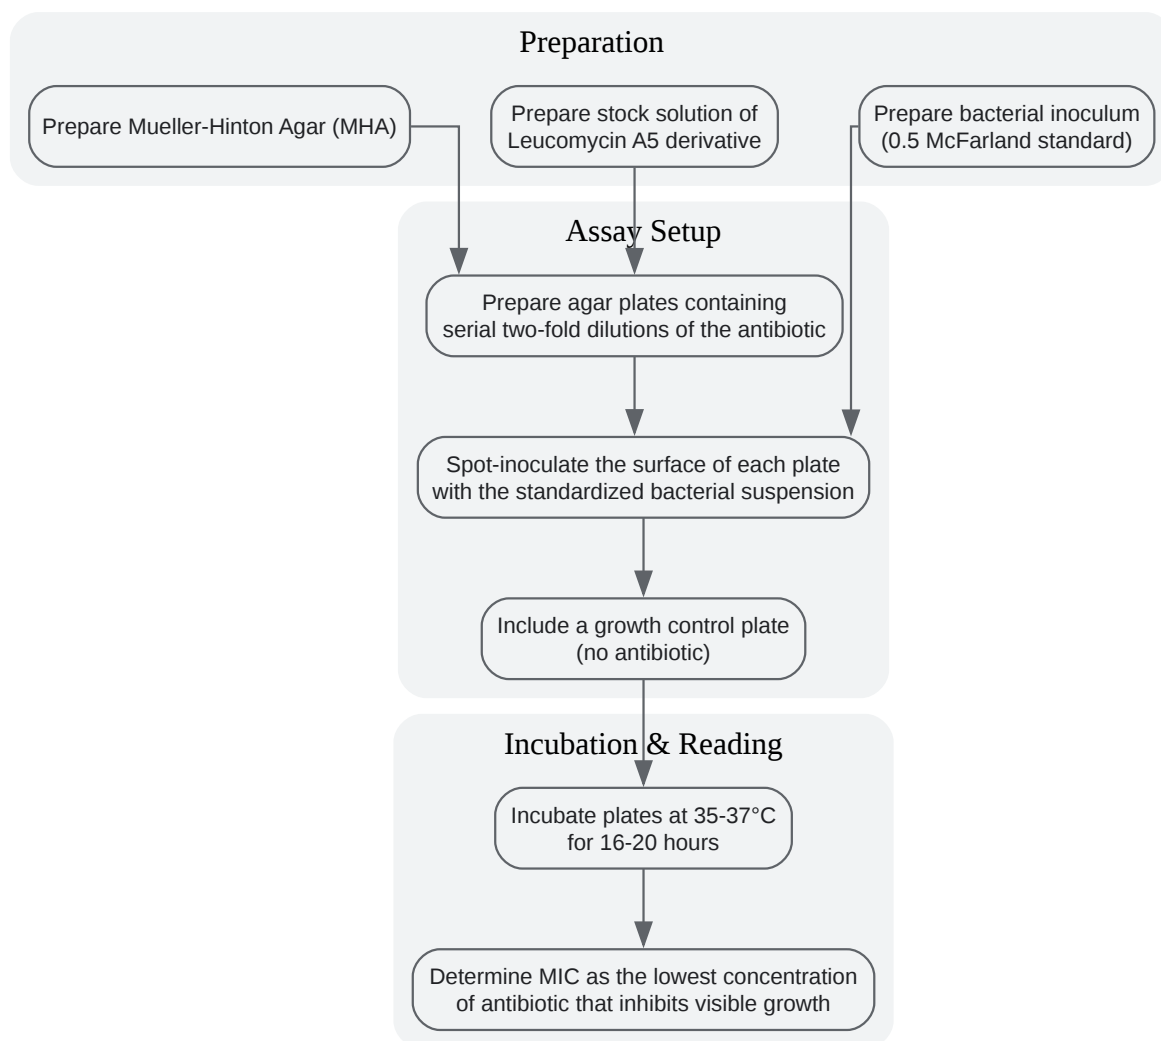 Preparation
Prepare Mueller-Hinton Agar (MHA)
Prepare stock solution of
Leucomycin A5 derivative
Prepare bacterial inoculum
(0.5 McFarland standard)
Assay Setup
Prepare agar plates containing
serial two-fold dilutions of the antibiotic
Spot-inoculate the surface of each plate
with the standardized bacterial suspension
Include a growth control plate
(no antibiotic)
Incubation & Reading
Incubate plates at 35-37°C
for 16-20 hours
Determine MIC as the lowest concentration
of antibiotic that inhibits visible growth